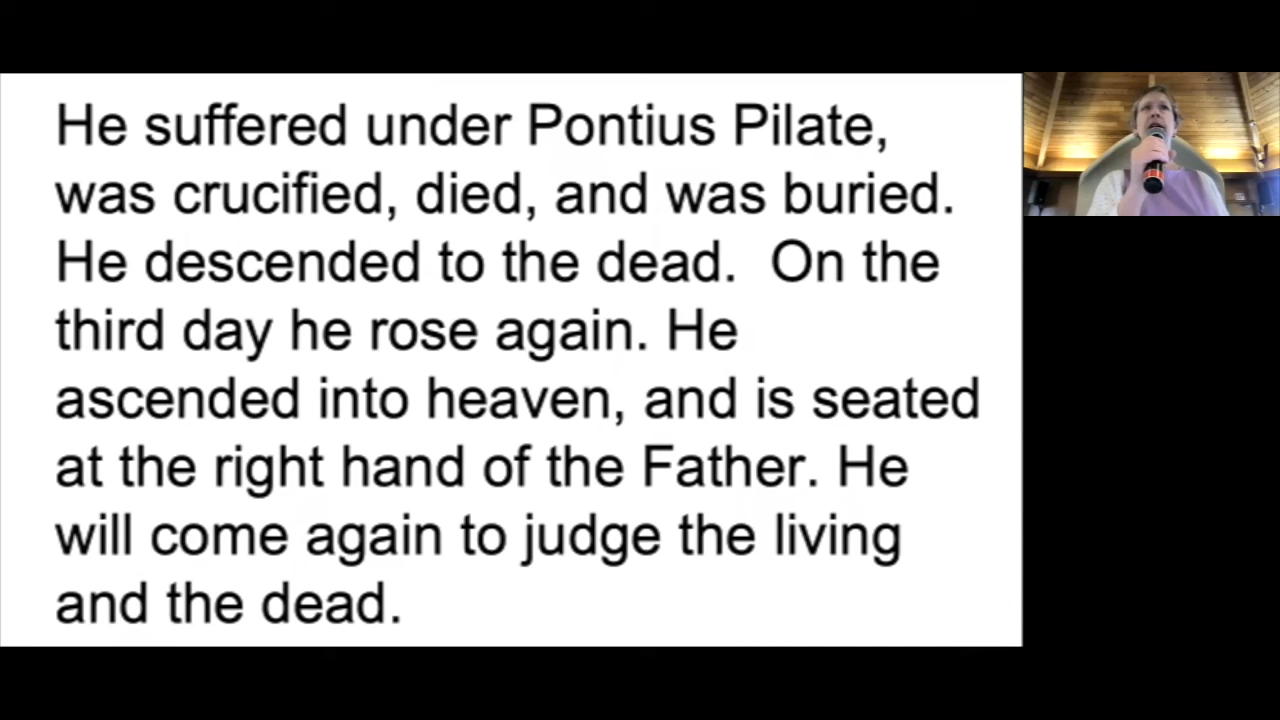 He suffered under Pontius Pilate,
was crucified, died, and was buried.
He descended to the dead.  On the
third day he rose again. He
ascended into heaven, and is seated
at the right hand of the Father. He
will come again to judge the living
and the dead.